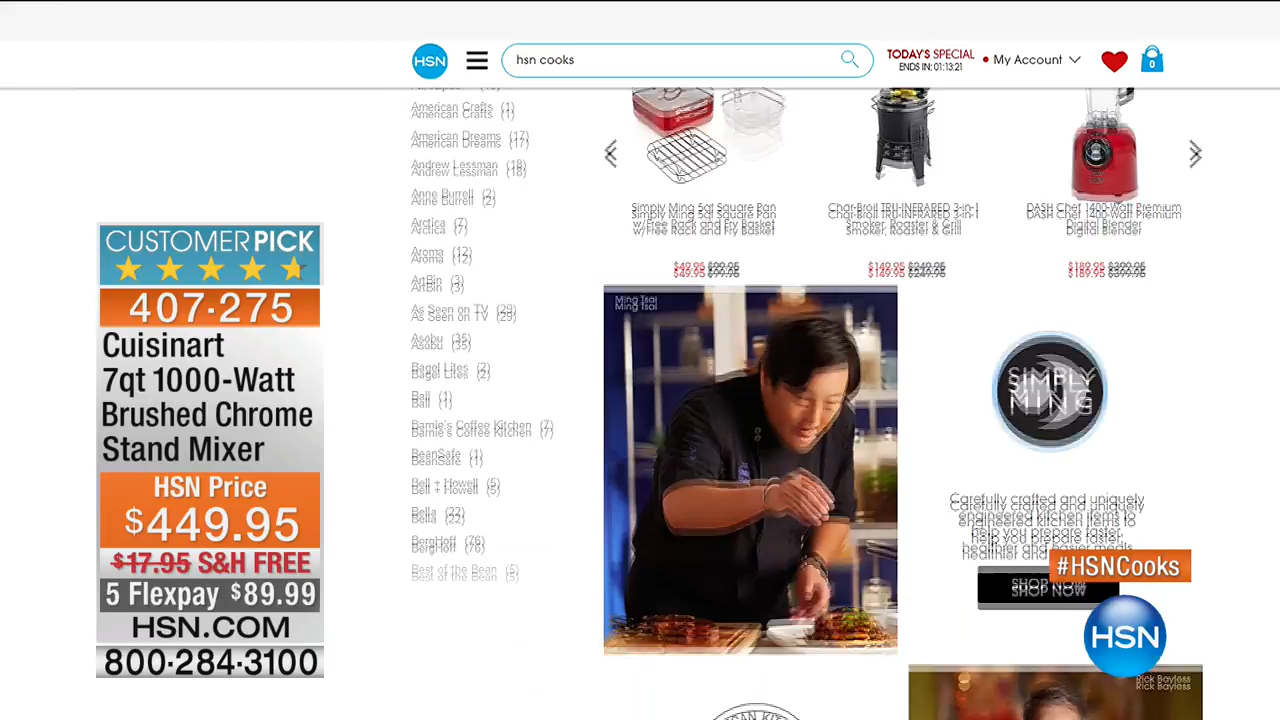 HSN
hsn cooks
TODAY'S SPECIAL
ENDS IN: 01:13:21
My Account
0
American Crafts (1)
American Dreams (17)
Andrew Lessman (18)
Anne Burrell (2)
Arctica (7)
Aroma (12)
ArtBin (3)
As Seen on TV (29)
Asobu (35)
Bagel Lites (2)
Ball (1)
Barnie's Coffee Kitchen (7)
BeanSafe (1)
Bell + Howell (5)
Bella (22)
BergHoff (76)
Best of the Bean (5)
Simply Ming 5qt Square Pan
w/Free Rack and Fry Basket
$49.95 $99.95
Char-Broil TRU-INFRARED 3-in-1
Smoker, Roaster & Grill
$149.95 $249.95
DASH Chef 1400-Watt Premium
Digital Blender
$189.95 $399.95
CUSTOMER PICK
407-275
Cuisinart
7qt 1000-Watt
Brushed Chrome
Stand Mixer
HSN Price
$449.95
$17.95 S&H FREE
5 Flexpay $89.99
HSN.COM
800·284·3100
Ming Tsai
SIMPLY
MING
Carefully crafted and uniquely
engineered kitchen items to
help you prepare faster,
healthier and easier meals.
#HSNCooks
SHOP NOW
HSN
Rick Bayless